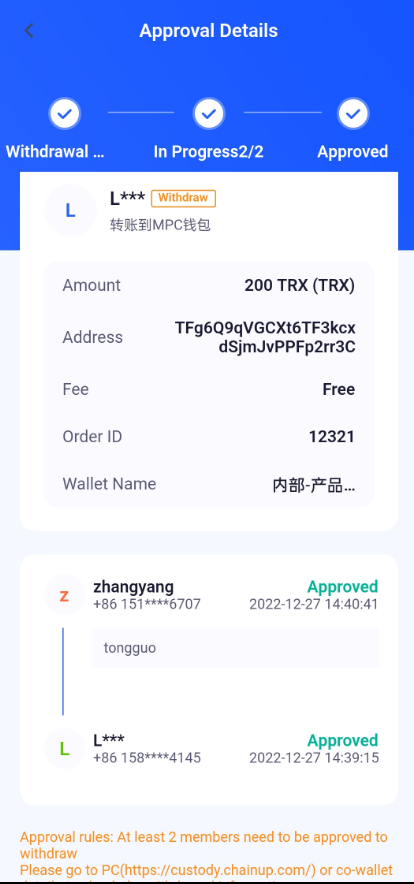 Approval Details
Withdrawal ...
In Progress2/2
Approved
L
L*** Withdraw
转账到MPC钱包
Amount 200 TRX (TRX)
Address TFg6Q9qVGCXt6TF3kcx
dSjmJvPPFp2rr3C
Fee Free
Order ID 12321
Wallet Name 内部-产品...
z
zhangyang Approved
+86 151****6707 2022-12-27 14:40:41
tongguo
L
L*** Approved
+86 158****4145 2022-12-27 14:39:15
Approval rules: At least 2 members need to be approved to
withdraw
Please go to PC(https://custody.chainup.com/) or co-wallet